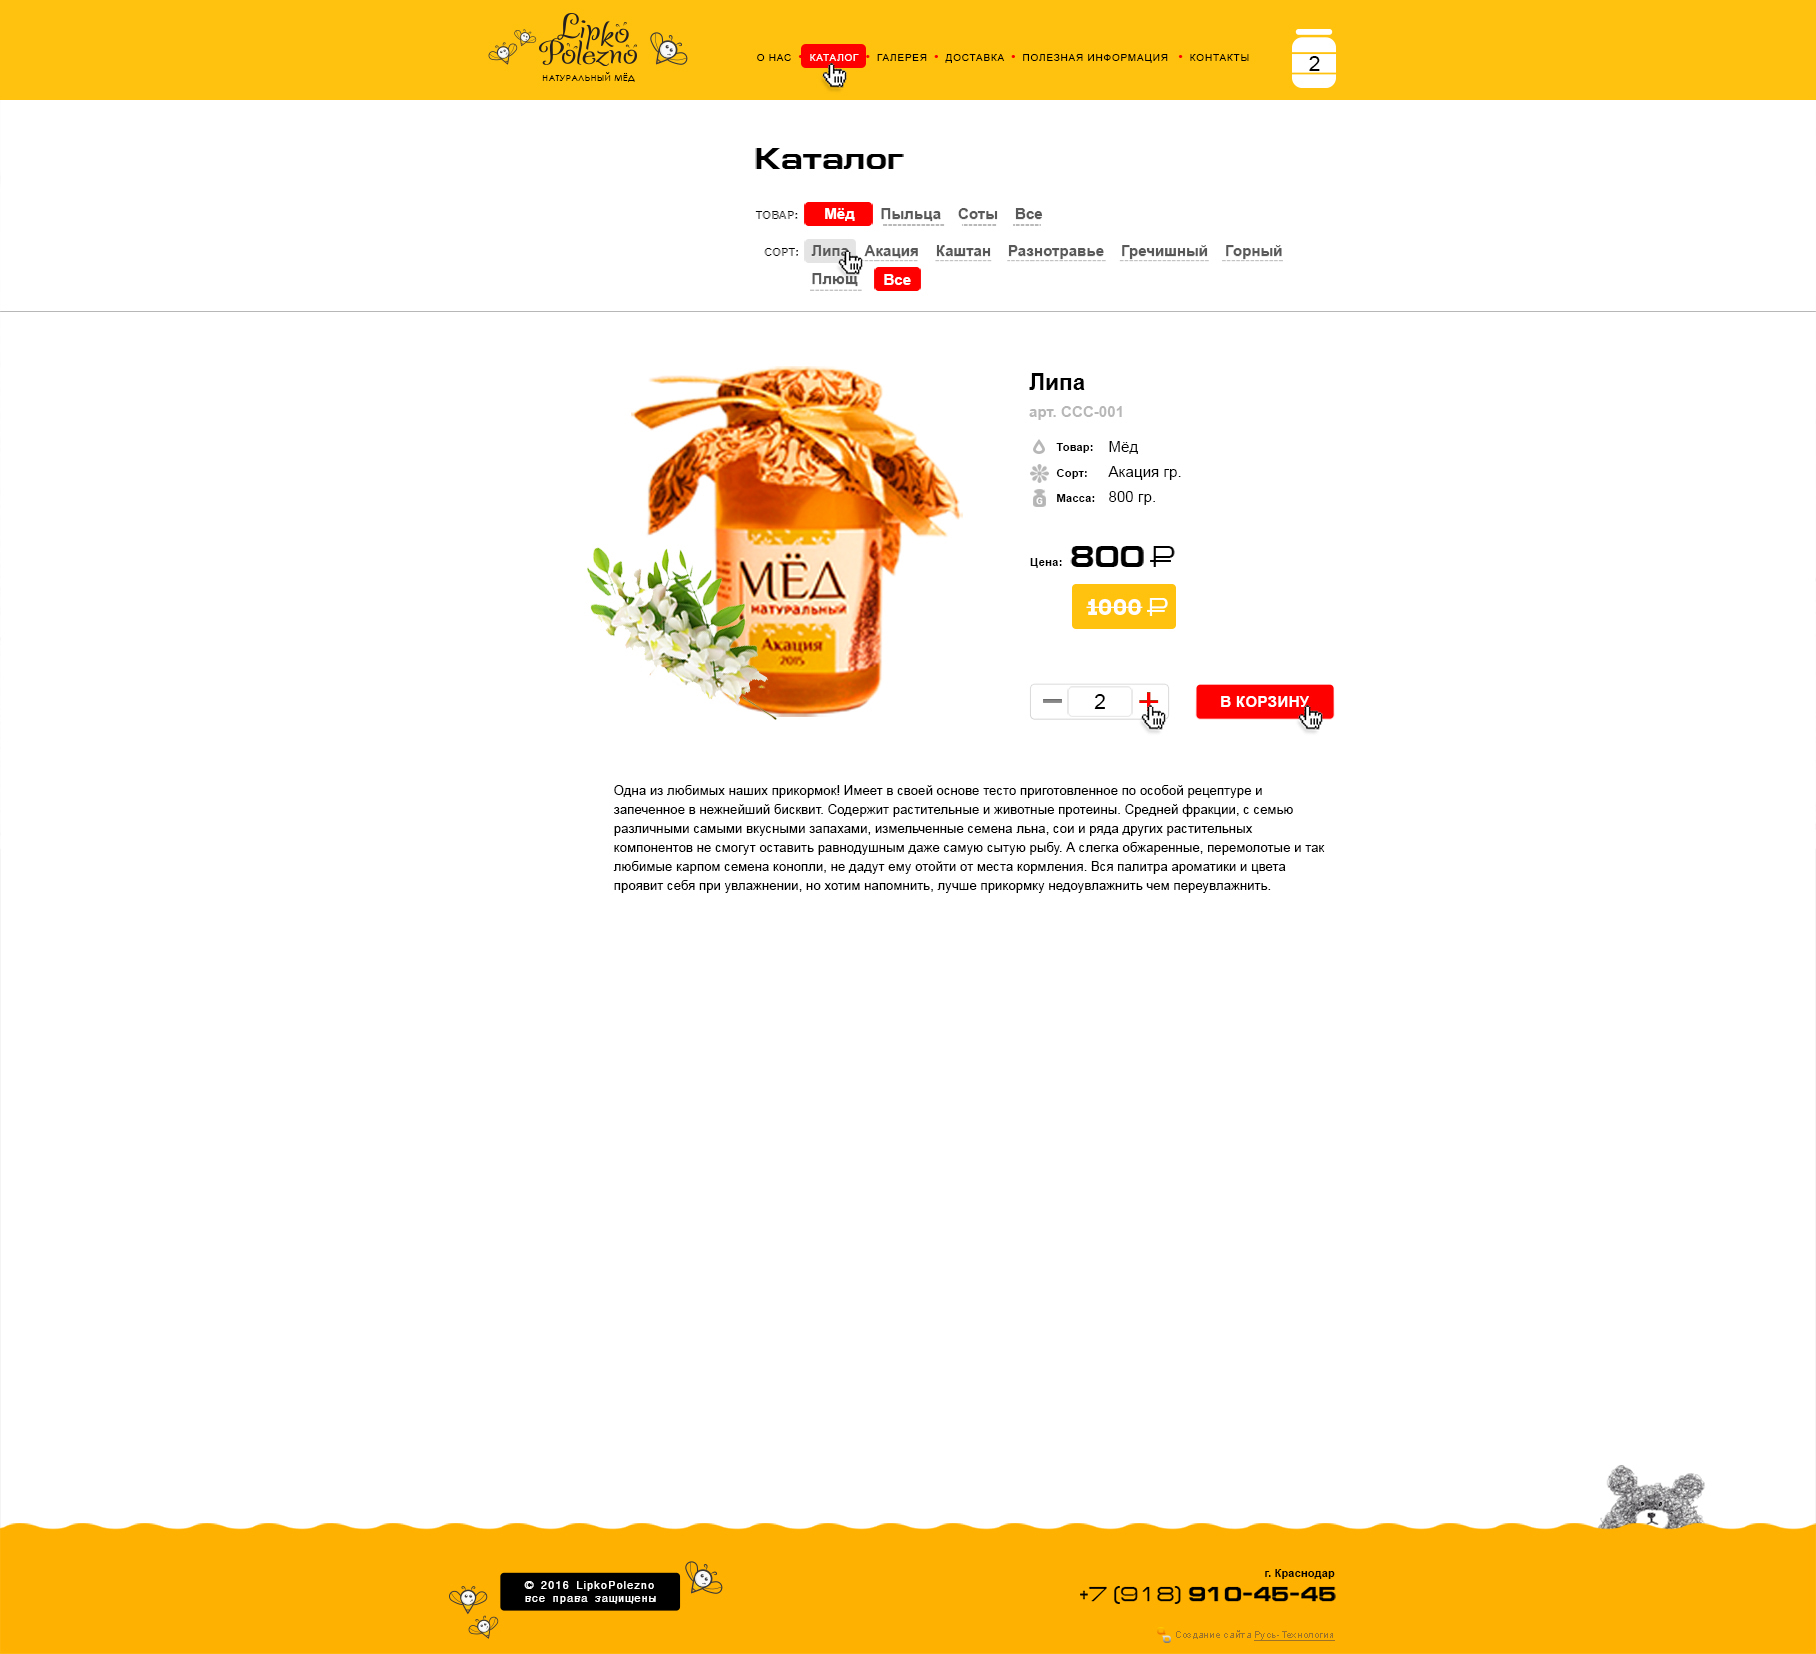 Lipko
Polezno
НАТУРАЛЬНЫЙ МЁД
О НАС • КАТАЛОГ • ГАЛЕРЕЯ • ДОСТАВКА • ПОЛЕЗНАЯ ИНФОРМАЦИЯ • КОНТАКТЫ
2
Каталог
ТОВАР: Мёд Пыльца Соты Все
СОРТ: Липа Акация Каштан Разнотравье Гречишный Горный
Плющ Все
Липа
арт. ССС-001
Товар: Мёд
Сорт: Акация гр.
G Масса: 800 гр.
Цена: 800 ₽
1000 ₽
МЁД
НАТУРАЛЬНЫЙ
Акация
2015
— 2 + В КОРЗИНУ
Одна из любимых наших прикормок! Имеет в своей основе тесто приготовленное по особой рецептуре и
запеченное в нежнейший бисквит. Содержит растительные и животные протеины. Средней фракции, с семью
различными самыми вкусными запахами, измельченные семена льна, сои и ряда других растительных
компонентов не смогут оставить равнодушным даже самую сытую рыбу. А слегка обжаренные, перемолотые и так
любимые карпом семена конопли, не дадут ему отойти от места кормления. Вся палитра ароматики и цвета
проявит себя при увлажнении, но хотим напомнить, лучше прикормку недоувлажнить чем переувлажнить.
© 2016 LipkoPolezno
все права защищены
г. Краснодар
+7 (918) 910-45-45
Создание сайта Русь-Технология